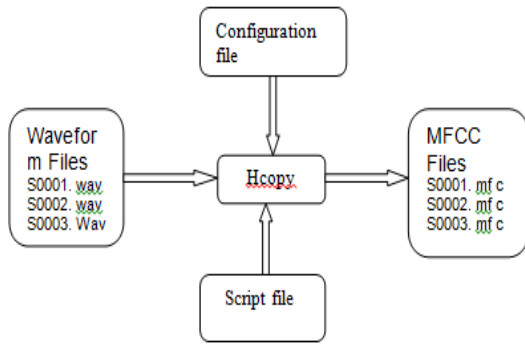 Configuration
file
Wavefor
m Files
S0001. wav
S0002. wav
S0003. Wav
Hcopy
MFCC
Files
S0001. mf c
S0002. mf c
S0003. mf c
Script file